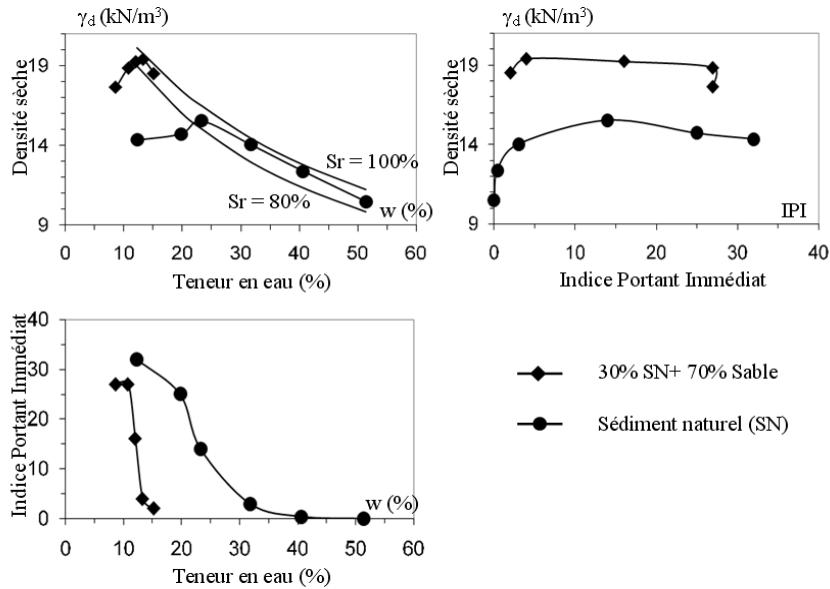 γd (kN/m³)
Densité sèche
19
14
9
Sr = 100%
Sr = 80%
w (%)
0 10 20 30 40 50 60
Teneur en eau (%)
γd (kN/m³)
Densité sèche
19
14
9
IPI
0 10 20 30 40
Indice Portant Immédiat
Indice Portant Immédiat
40
30
20
10
0
w (%)
0 10 20 30 40 50 60
Teneur en eau (%)
30% SN+ 70% Sable
Sédiment naturel (SN)